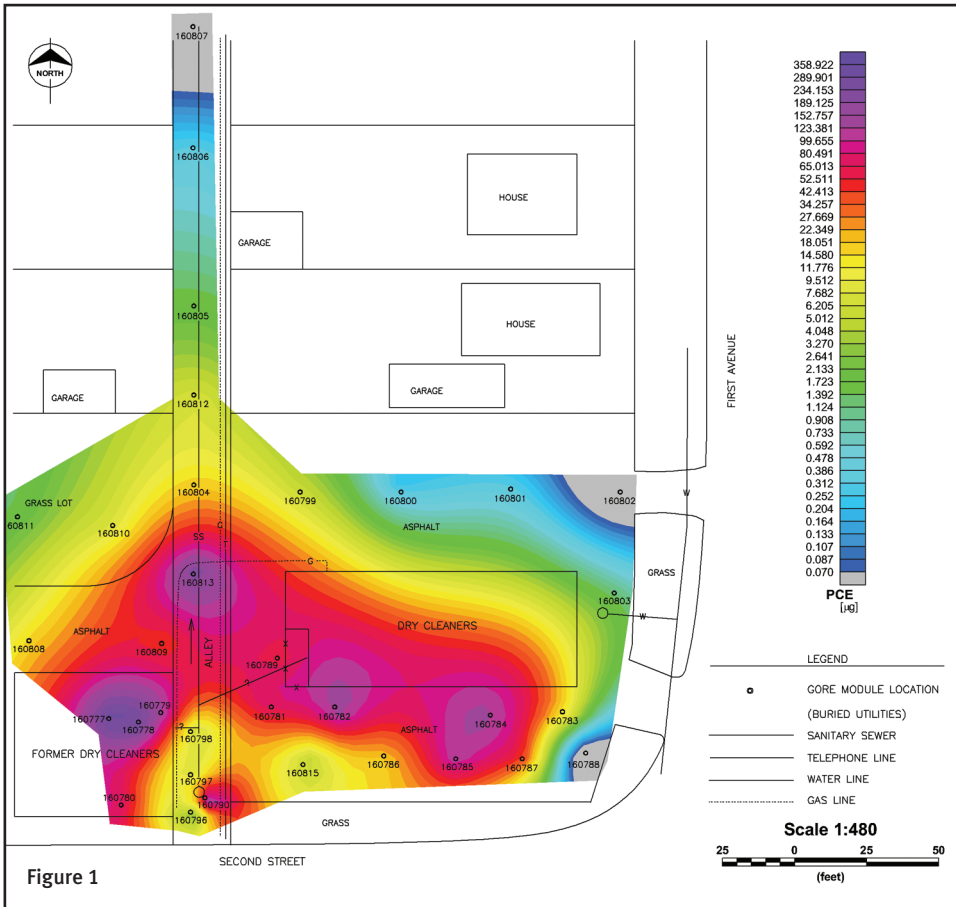 160807
NORTH
160806
HOUSE
GARAGE
160805
HOUSE
GARAGE
GARAGE
160812
FIRST AVENUE
358.922
289.901
234.153
189.125
152.757
123.381
99.655
80.491
65.013
52.511
42.413
34.257
27.669
22.349
18.051
14.580
11.776
9.512
7.682
6.205
5.012
4.048
3.270
2.641
2.133
1.723
1.392
1.124
0.908
0.733
0.592
0.478
0.386
0.312
0.252
0.204
0.164
0.133
0.107
0.087
0.070
PCE
[µg]
160804
160799
160800
160801
160802
W
GRASS LOT
60811
160810
ASPHALT
G
SS
T
G
160813
GRASS
160803
W
DRY CLEANERS
ASPHALT
160808
160809
ALLEY
X
160789
X
?
X
160777
160779
160778
160781
160782
160784
160783
?
160798
ASPHALT
FORMER DRY CLEANERS
160815
160786
160785
160787
160788
160797
160780
160790
160796
GRASS
SECOND STREET
LEGEND
GORE MODULE LOCATION
(BURIED UTILITIES)
SANITARY SEWER
TELEPHONE LINE
WATER LINE
GAS LINE
Scale 1:480
25 0 25 50
(feet)
Figure 1